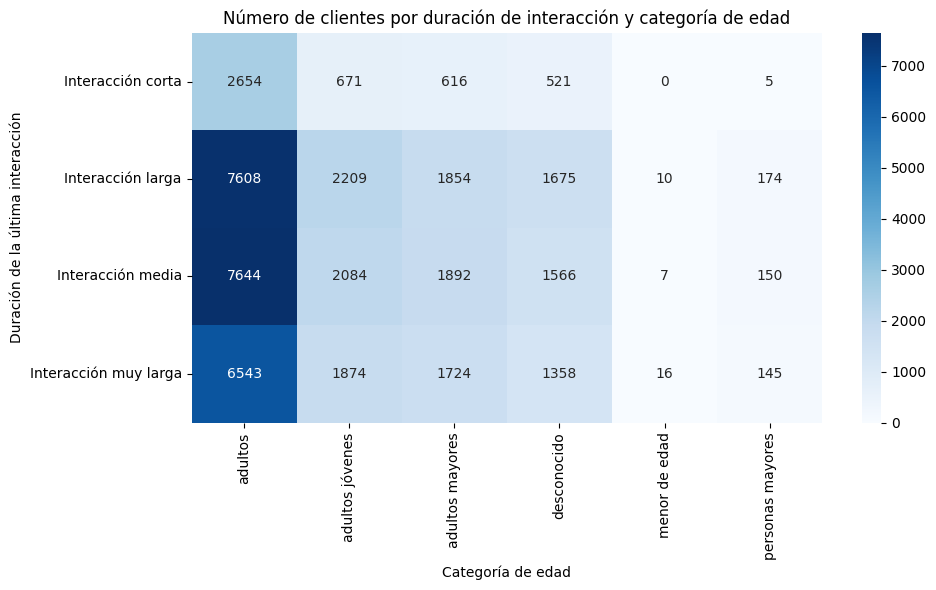 Número de clientes por duración de interacción y categoría de edad
Duración de la última interacción
Interacción corta 2654 671 616 521 0 5
Interacción larga 7608 2209 1854 1675 10 174
Interacción media 7644 2084 1892 1566 7 150
Interacción muy larga 6543 1874 1724 1358 16 145
adultos
adultos jóvenes
adultos mayores
desconocido
menor de edad
personas mayores
Categoría de edad
7000
6000
5000
4000
3000
2000
1000
0